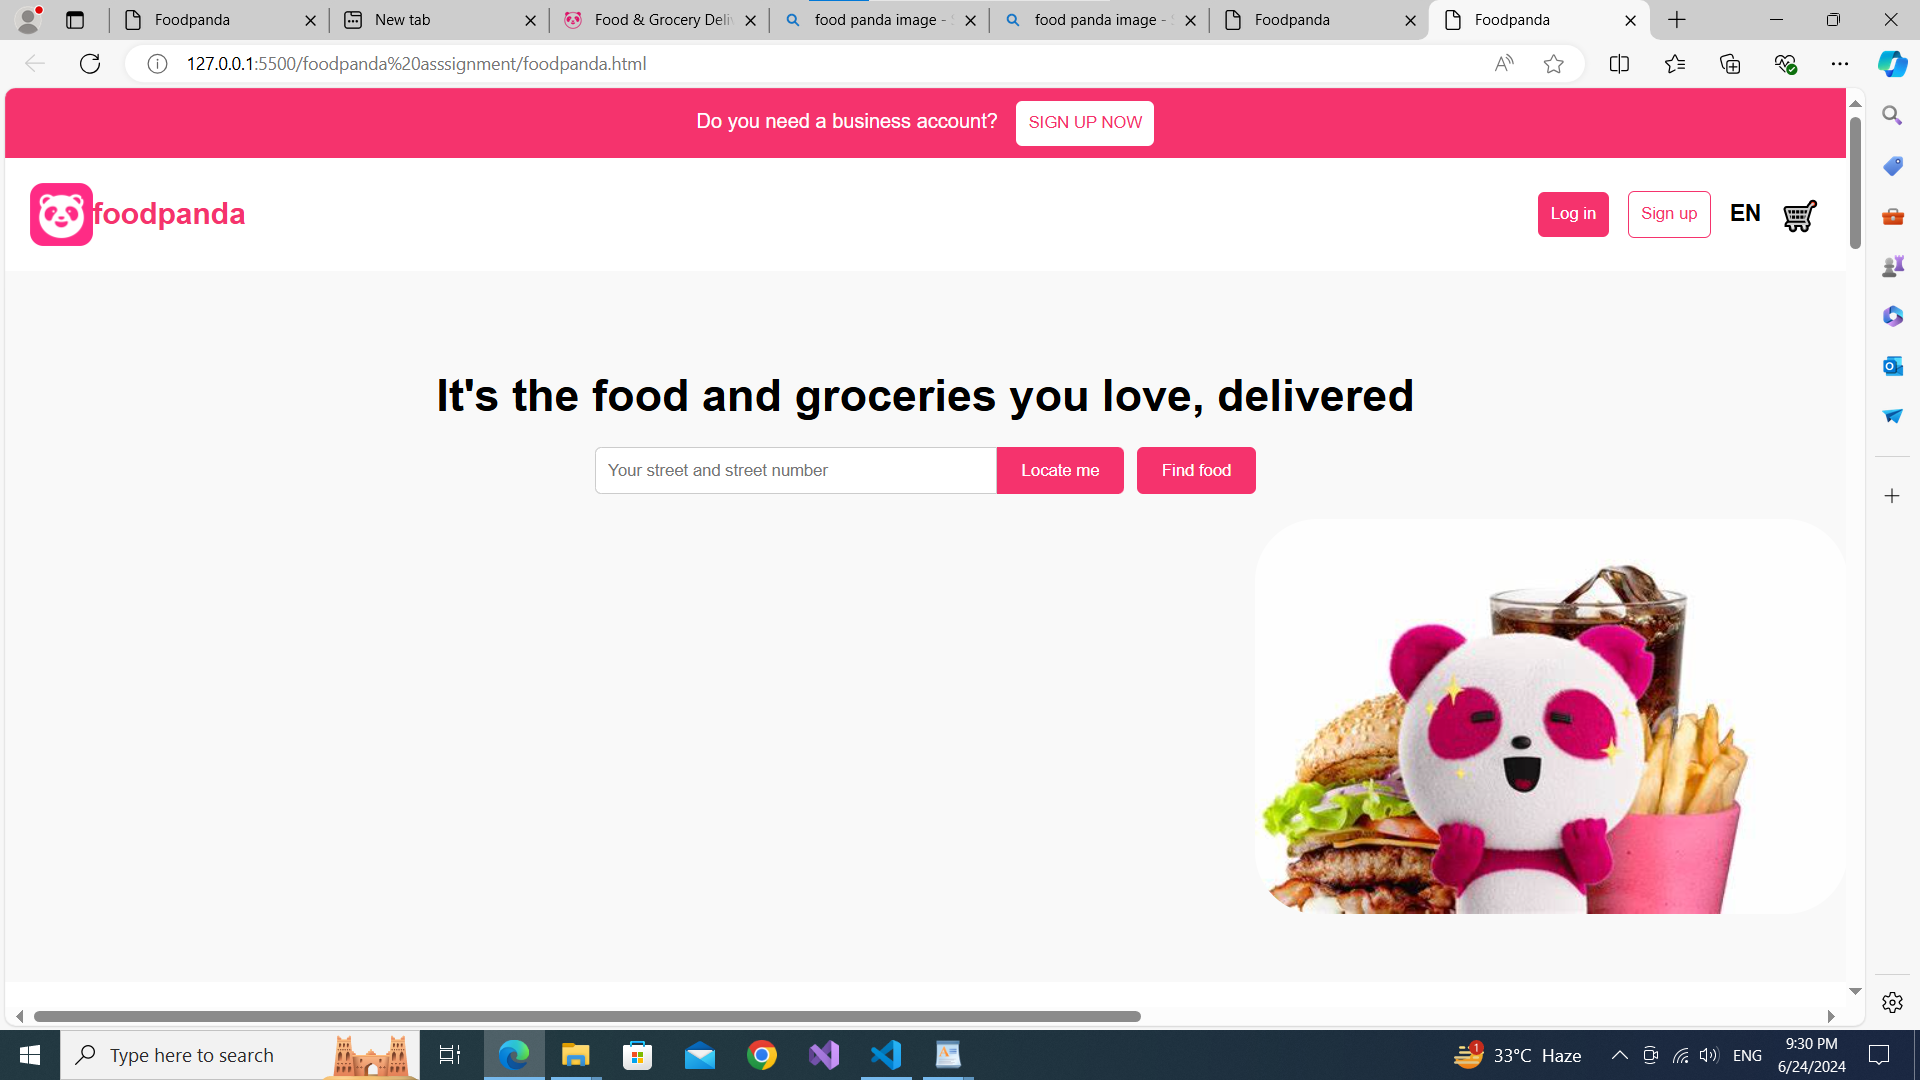 Foodpanda
New tab
Food & Grocery Deliv
food panda image - S
food panda image - S
Foodpanda
Foodpanda
127.0.0.1:5500/foodpanda%20asssignment/foodpanda.html
Do you need a business account?
SIGN UP NOW
foodpanda
Log in
Sign up
EN
It's the food and groceries you love, delivered
Your street and street number
Locate me
Find food
Type here to search
1
33°C Haze
ENG
9:30 PM
6/24/2024